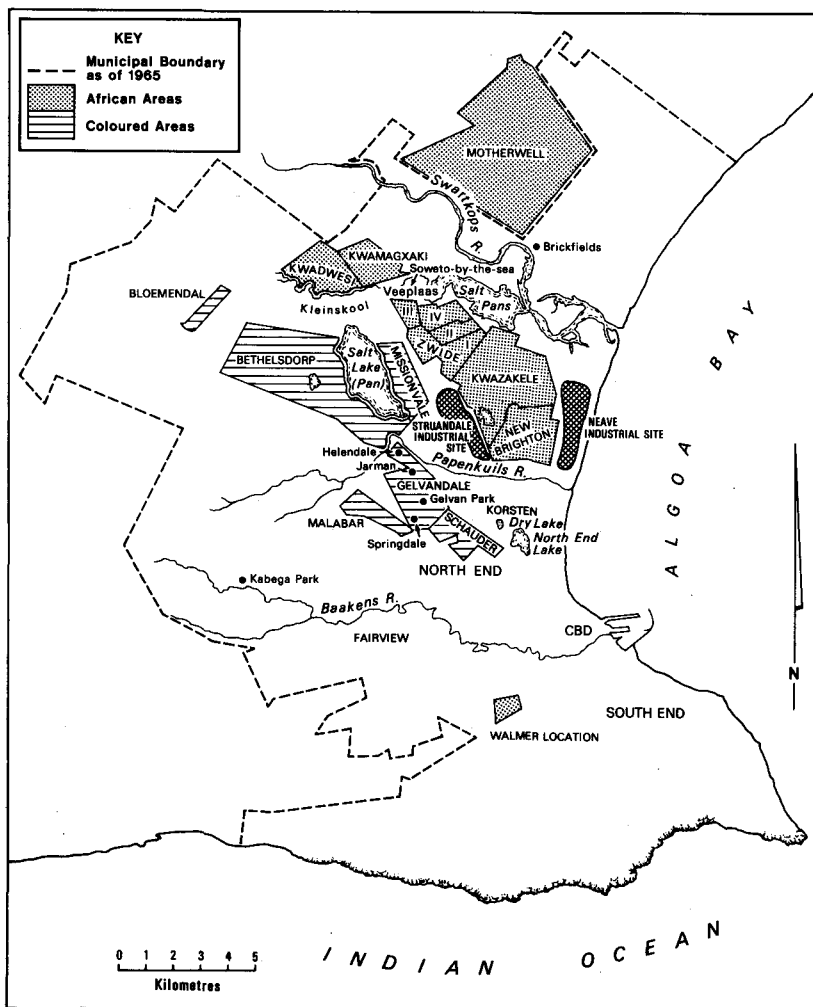 KEY
Municipal Boundary
as of 1965
African Areas
Coloured Areas
MOTHERWELL
Swartkops R.
Brickfields
KWAMAGXAKI
KWADWESI
Soweto-by-the-sea
Veeplaas
Salt
Pans
Kleinskool
BLOEMENDAL
III
IV
II
I
ZWIDE
BETHELSDORP
Salt
Lake
(Pan)
MISSIONVALE
KWAZAKELE
STRUANDALE
INDUSTRIAL
SITE
NEW
BRIGHTON
NEAVE
INDUSTRIAL SITE
Helendale
Jarman
Papenkuils R.
GELVANDALE
Gelvan Park
MALABAR
Springdale
SCHAUDER
KORSTEN
Dry Lake
North End
Lake
NORTH END
Kabega Park
Baakens R.
FAIRVIEW
CBD
ALGOA BAY
N
SOUTH END
WALMER LOCATION
0 1 2 3 4 5
Kilometres
INDIAN OCEAN